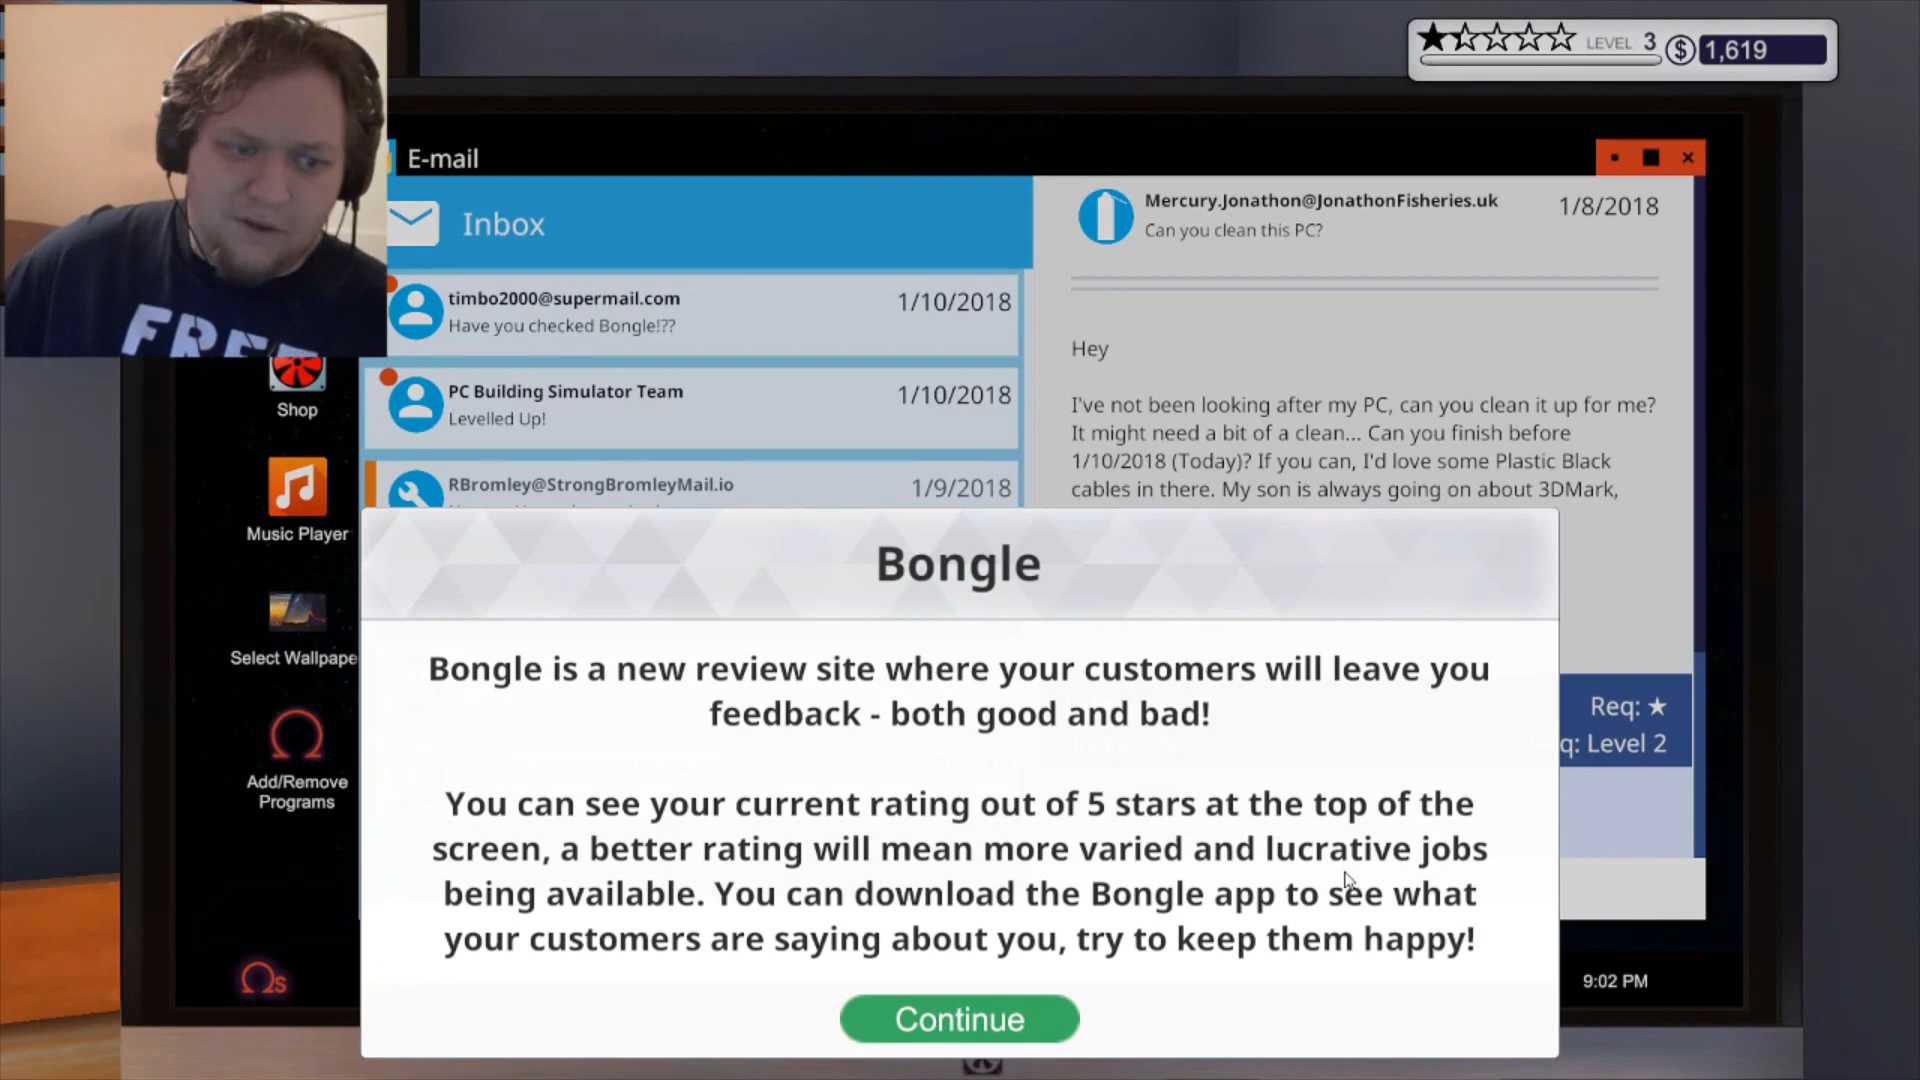 LEVEL 3
$ 1,619
E-mail
Inbox
timbo2000@supermail.com
1/10/2018
Have you checked Bongle!??
PC Building Simulator Team
1/10/2018
Levelled Up!
RBromley@StrongBromleyMail.io
1/9/2018
Mercury.Jonathon@JonathonFisheries.uk
1/8/2018
Can you clean this PC?
Hey
I've not been looking after my PC, can you clean it up for me?
It might need a bit of a clean... Can you finish before
1/10/2018 (Today)? If you can, I'd love some Plastic Black
cables in there. My son is always going on about 3DMark,
Req: ★
q: Level 2
FREE
Shop
Music Player
Select Wallpape
Add/Remove
Programs
Ωs
9:02 PM
Bongle
Bongle is a new review site where your customers will leave you
feedback - both good and bad!
You can see your current rating out of 5 stars at the top of the
screen, a better rating will mean more varied and lucrative jobs
being available. You can download the Bongle app to see what
your customers are saying about you, try to keep them happy!
Continue